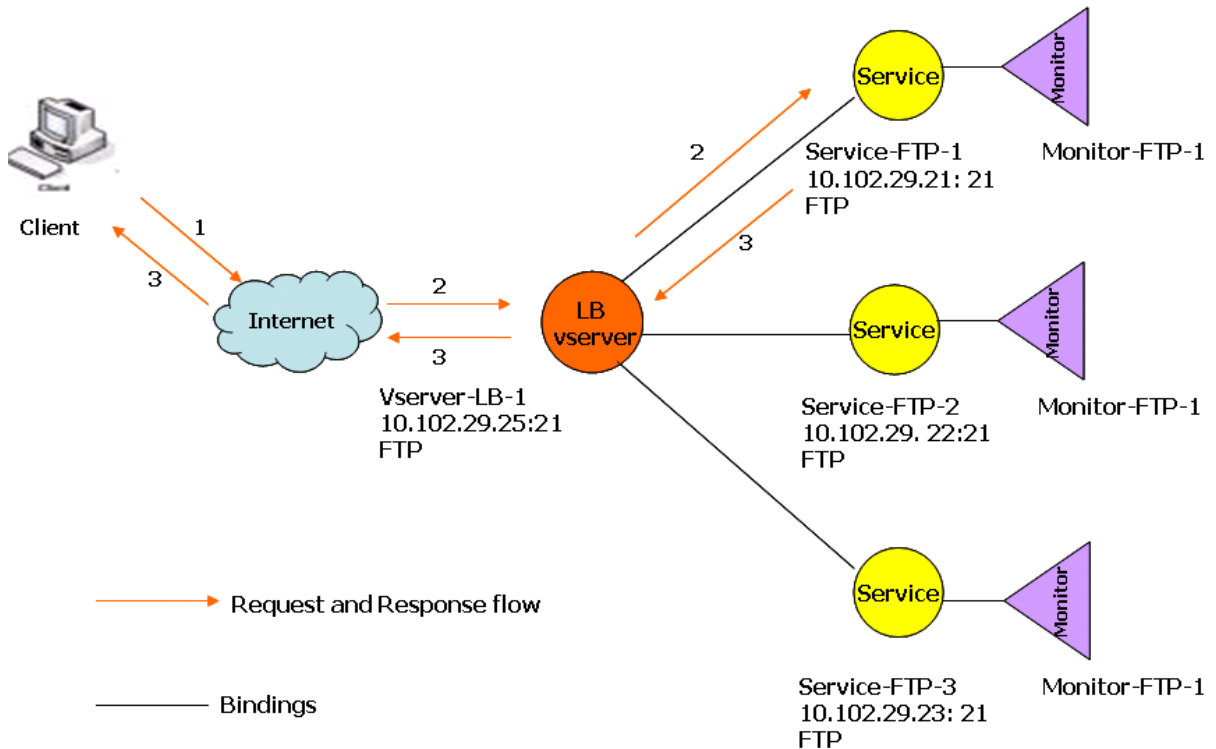 Service
Monitor
2
Service-FTP-1
10.102.29.21: 21
FTP
Monitor-FTP-1
Client
Client
1
3
3
Internet
2
3
LB
vserver
Vserver-LB-1
10.102.29.25:21
FTP
Service
Monitor
Service-FTP-2
10.102.29. 22:21
FTP
Monitor-FTP-1
Service
Monitor
Service-FTP-3
10.102.29.23: 21
FTP
Monitor-FTP-1
Request and Response flow
Bindings